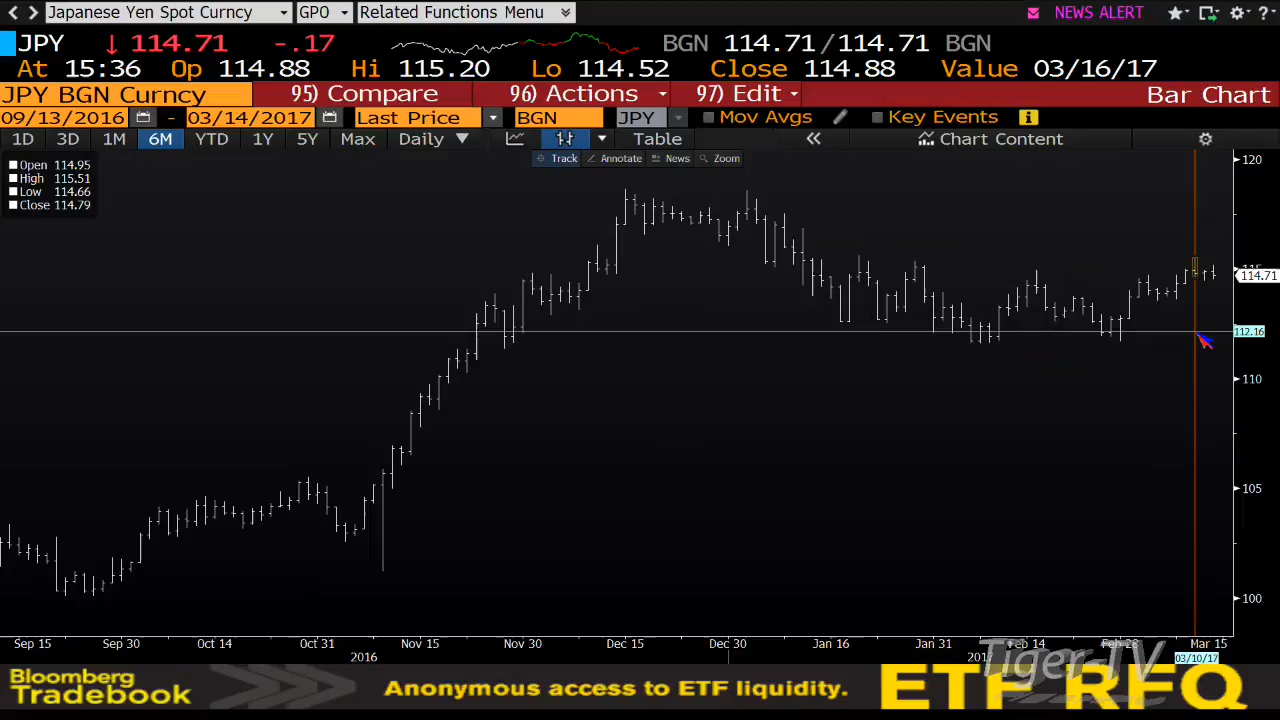 Japanese Yen Spot Curncy GPO Related Functions Menu NEWS ALERT ?
JPY ↓ 114.71 -.17 BGN 114.71/114.71 BGN
At 15:36 Op 114.88 Hi 115.20 Lo 114.52 Close 114.88 Value 03/16/17
JPY BGN Curncy 95) Compare 96) Actions 97) Edit Bar Chart
09/13/2016 - 03/14/2017 Last Price BGN JPY Mov Avgs Key Events i
1D 3D 1M 6M YTD 1Y 5Y Max Daily ▼ Table « Chart Content
Track Annotate News Zoom
Open 114.95
High 115.51
Low 114.66
Close 114.79
120
115
114.71
112.16
110
105
100
Sep 15 Sep 30 Oct 14 Oct 31 Nov 15 Nov 30 Dec 15 Dec 30 Jan 16 Jan 31 Feb 14 Feb 28 Mar 15
2016 2017 03/10/17
Tiger-TV
Bloomberg
Tradebook
Anonymous access to ETF liquidity.
ETF RFQ